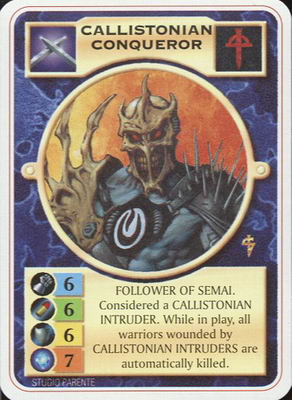 CALLISTONIAN
CONQUEROR
6
6
6
7
FOLLOWER OF SEMAI.
Considered a CALLISTONIAN
INTRUDER. While in play, all
warriors wounded by
CALLISTONIAN INTRUDERS are
automatically killed.
STUDIO PARENTE